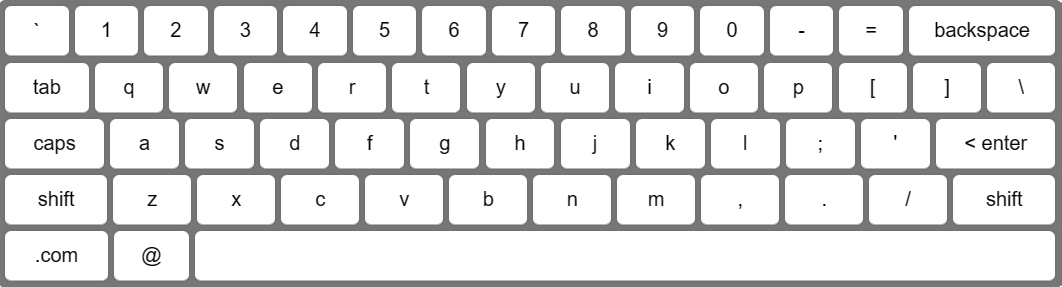 ` 1 2 3 4 5 6 7 8 9 0 - = backspace
tab q w e r t y u i o p [ ] \
caps a s d f g h j k l ; ' < enter
shift z x c v b n m , . / shift
.com @